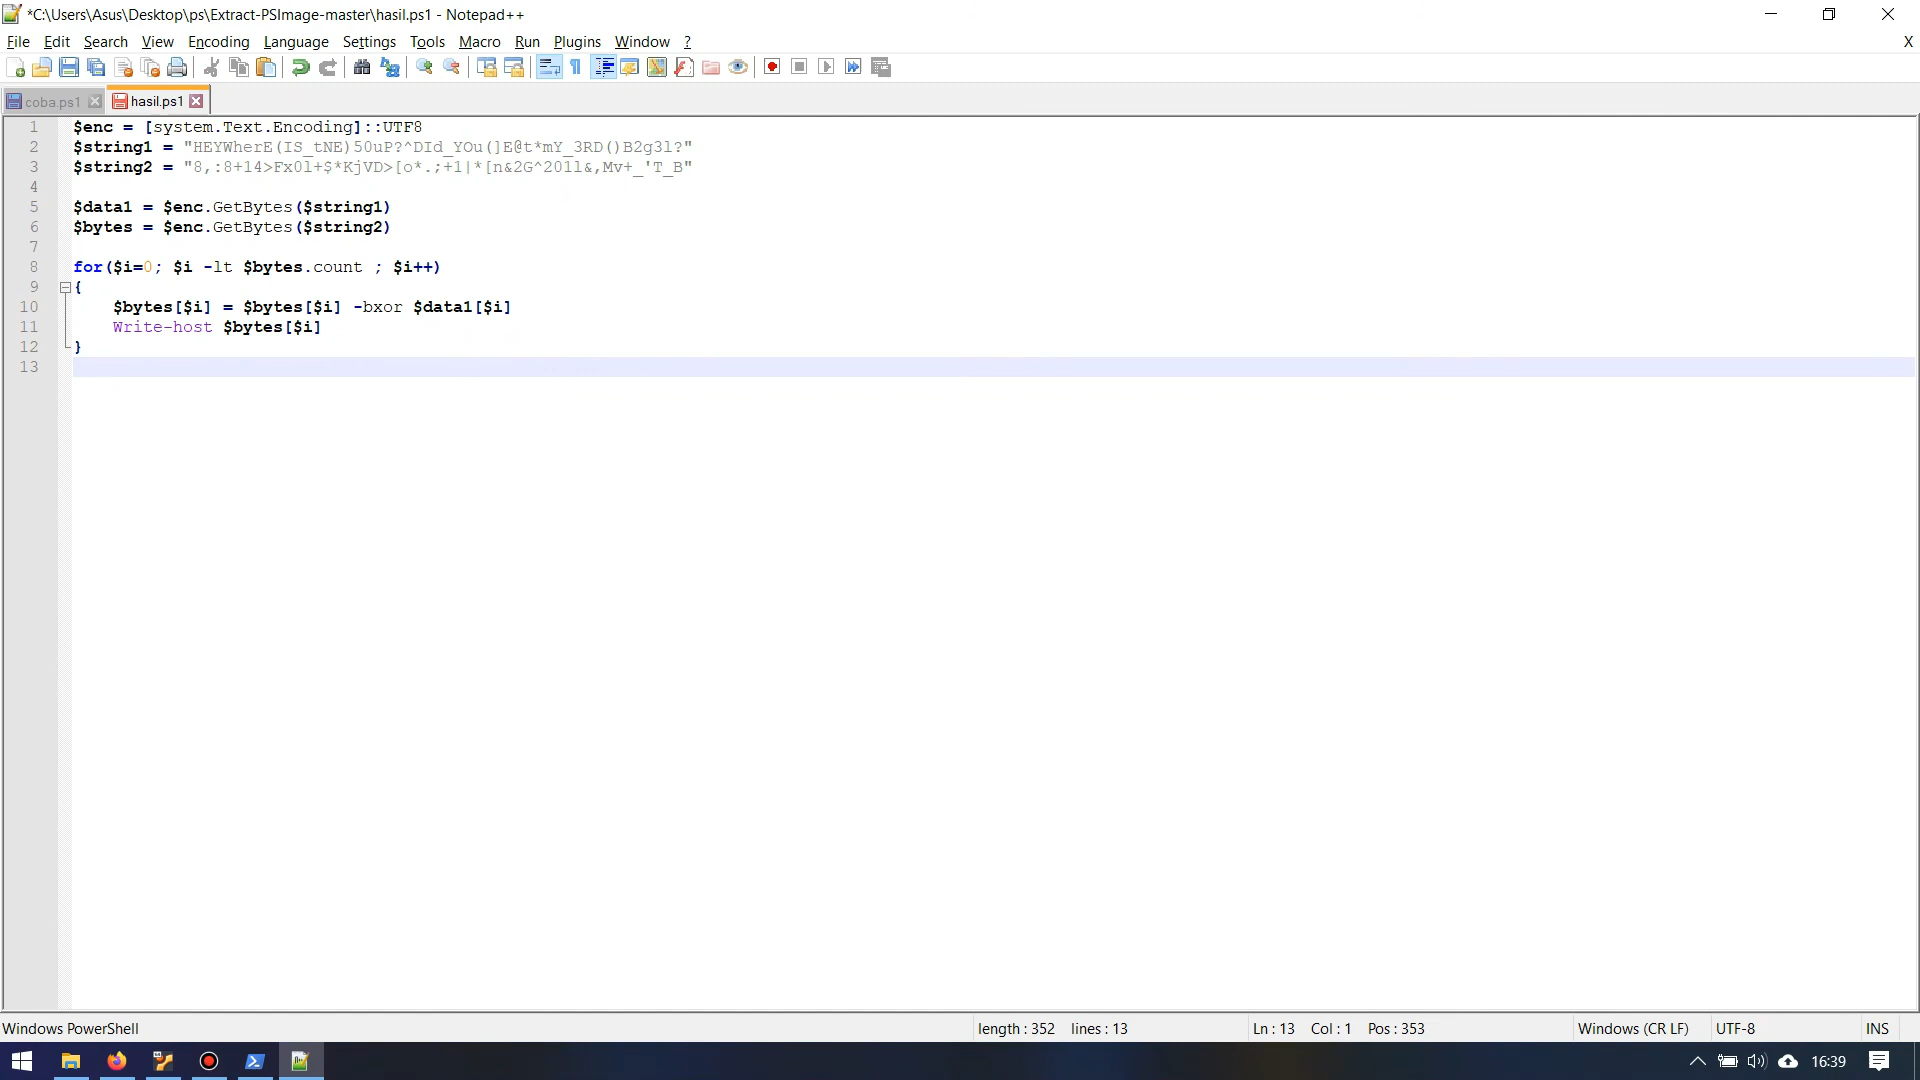 *C:\Users\Asus\Desktop\ps\Extract-PSImage-master\hasil.ps1 - Notepad++
File Edit Search View Encoding Language Settings Tools Macro Run Plugins Window ? X
coba.ps1 hasil.ps1
1 $enc = [system.Text.Encoding]::UTF8
2 $string1 = "HEYWherE(IS_tNE)50uP?^DId_YOu(]E@t*mY_3RD()B2g3l?"
3 $string2 = "8,:8+14>Fx0l+$*KjVD>[o*.;+1|*[n&2G^201l&,Mv+_'T_B"
4
5 $data1 = $enc.GetBytes($string1)
6 $bytes = $enc.GetBytes($string2)
7
8 for($i=0; $i -lt $bytes.count ; $i++)
9 {
10 $bytes[$i] = $bytes[$i] -bxor $data1[$i]
11 Write-host $bytes[$i]
12 }
13
Windows PowerShell length : 352 lines : 13 Ln : 13 Col : 1 Pos : 353 Windows (CR LF) UTF-8 INS
16:39